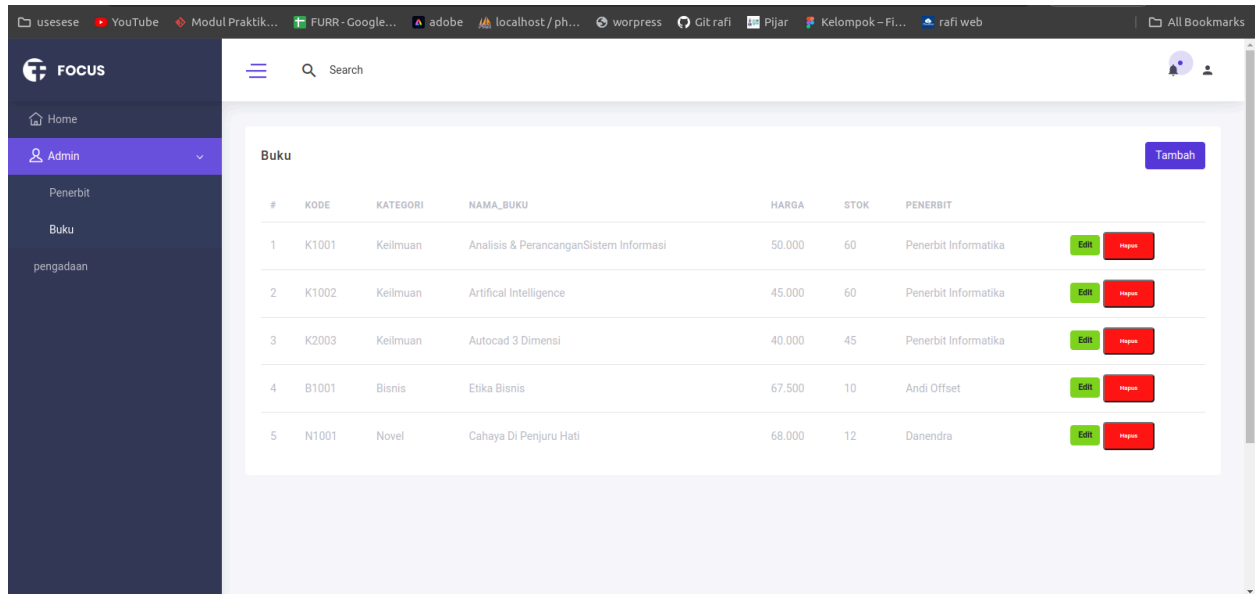 usesese YouTube Modul Praktik... FURR - Google... adobe localhost / ph... worpress Git rafi Pijar Kelompok – Fi... rafi web All Bookmarks
FOCUS Search
Home
Admin
Penerbit
Buku
pengadaan
Buku Tambah
# KODE KATEGORI NAMA_BUKU HARGA STOK PENERBIT
1 K1001 Keilmuan Analisis & PerancanganSistem Informasi 50.000 60 Penerbit Informatika Edit Hapus
2 K1002 Keilmuan Artifical Intelligence 45.000 60 Penerbit Informatika Edit Hapus
3 K2003 Keilmuan Autocad 3 Dimensi 40.000 45 Penerbit Informatika Edit Hapus
4 B1001 Bisnis Etika Bisnis 67.500 10 Andi Offset Edit Hapus
5 N1001 Novel Cahaya Di Penjuru Hati 68.000 12 Danendra Edit Hapus